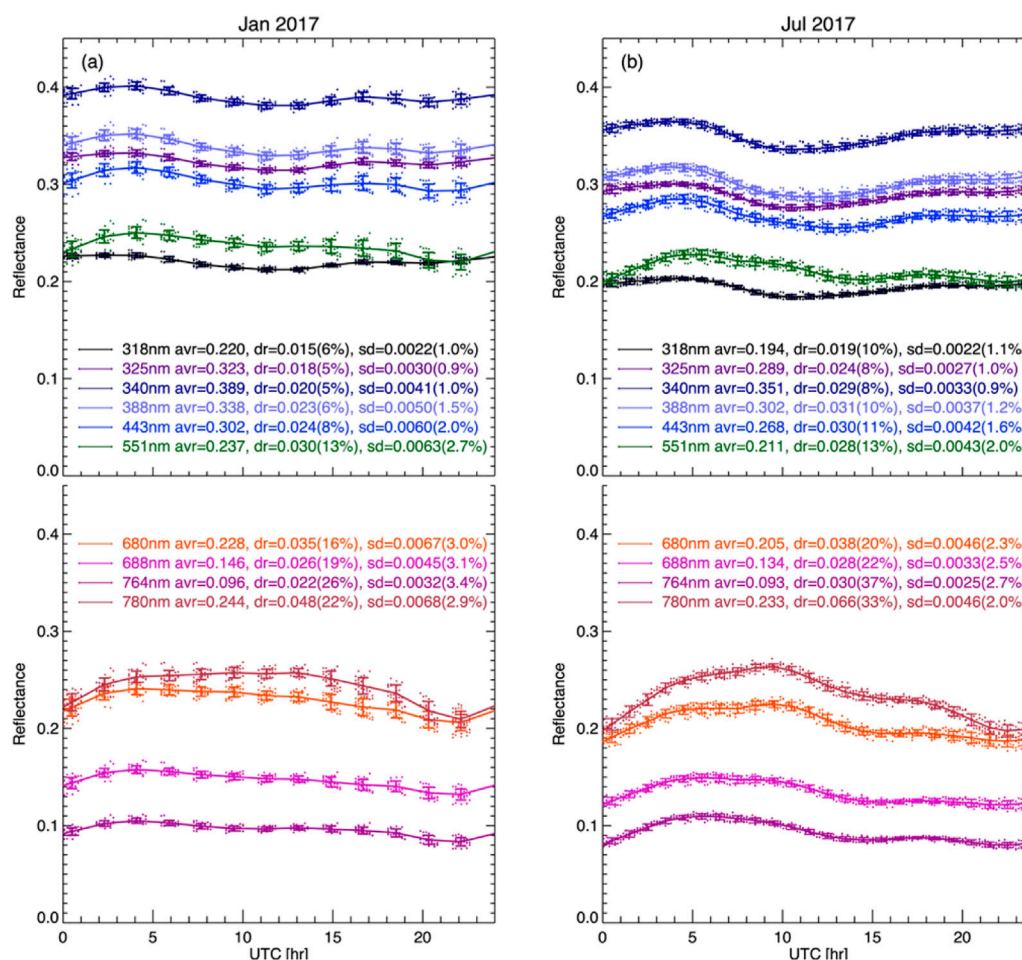 Jan 2017
Jul 2017
(a)
(b)
Reflectance
0.4
0.3
0.2
0.1
0.0
318nm avr=0.220, dr=0.015(6%), sd=0.0022(1.0%)
325nm avr=0.323, dr=0.018(5%), sd=0.0030(0.9%)
340nm avr=0.389, dr=0.020(5%), sd=0.0041(1.0%)
388nm avr=0.338, dr=0.023(6%), sd=0.0050(1.5%)
443nm avr=0.302, dr=0.024(8%), sd=0.0060(2.0%)
551nm avr=0.237, dr=0.030(13%), sd=0.0063(2.7%)
Reflectance
0.4
0.3
0.2
0.1
0.0
318nm avr=0.194, dr=0.019(10%), sd=0.0022(1.1%
325nm avr=0.289, dr=0.024(8%), sd=0.0027(1.0%)
340nm avr=0.351, dr=0.029(8%), sd=0.0033(0.9%)
388nm avr=0.302, dr=0.031(10%), sd=0.0037(1.2%
443nm avr=0.268, dr=0.030(11%), sd=0.0042(1.6%
551nm avr=0.211, dr=0.028(13%), sd=0.0043(2.0%
Reflectance
0.4
0.3
0.2
0.1
0.0
680nm avr=0.228, dr=0.035(16%), sd=0.0067(3.0%)
688nm avr=0.146, dr=0.026(19%), sd=0.0045(3.1%)
764nm avr=0.096, dr=0.022(26%), sd=0.0032(3.4%)
780nm avr=0.244, dr=0.048(22%), sd=0.0068(2.9%)
0 5 10 15 20
UTC [hr]
Reflectance
0.4
0.3
0.2
0.1
0.0
680nm avr=0.205, dr=0.038(20%), sd=0.0046(2.3%
688nm avr=0.134, dr=0.028(22%), sd=0.0033(2.5%
764nm avr=0.093, dr=0.030(37%), sd=0.0025(2.7%
780nm avr=0.233, dr=0.066(33%), sd=0.0046(2.0%
0 5 10 15 20
UTC [hr]